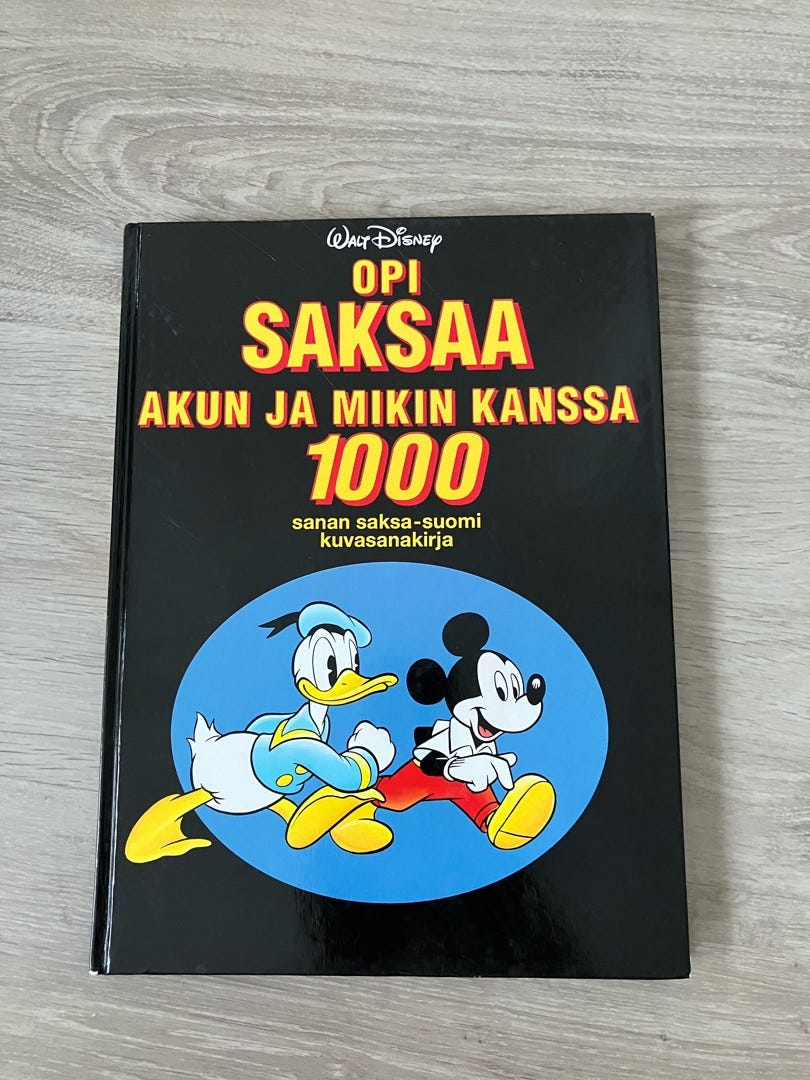 Walt Disney
OPI
SAKSAA
AKUN JA MIKIN KANSSA
1000
sanan saksa-suomi
kuvasanakirja